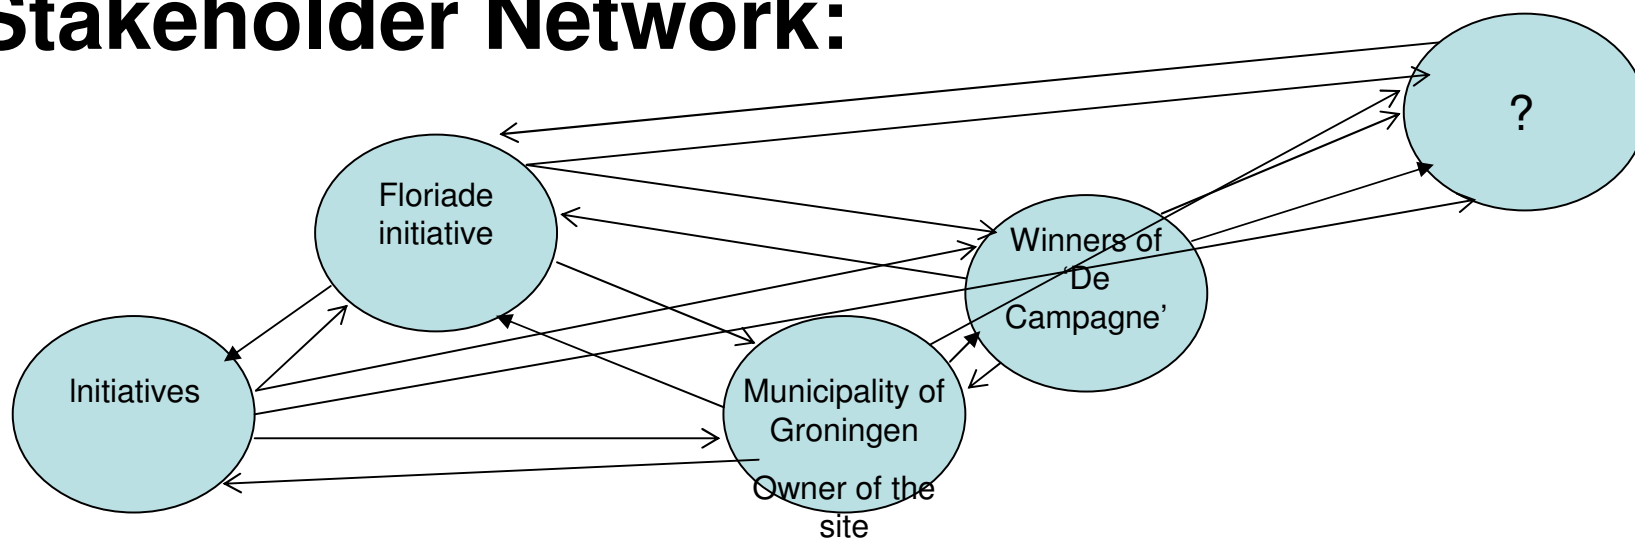 Stakeholder Network:
?
Floriade
initiative
Winners of
‘De
Campagne’
Initiatives
Municipality of
Groningen
Owner of the
site